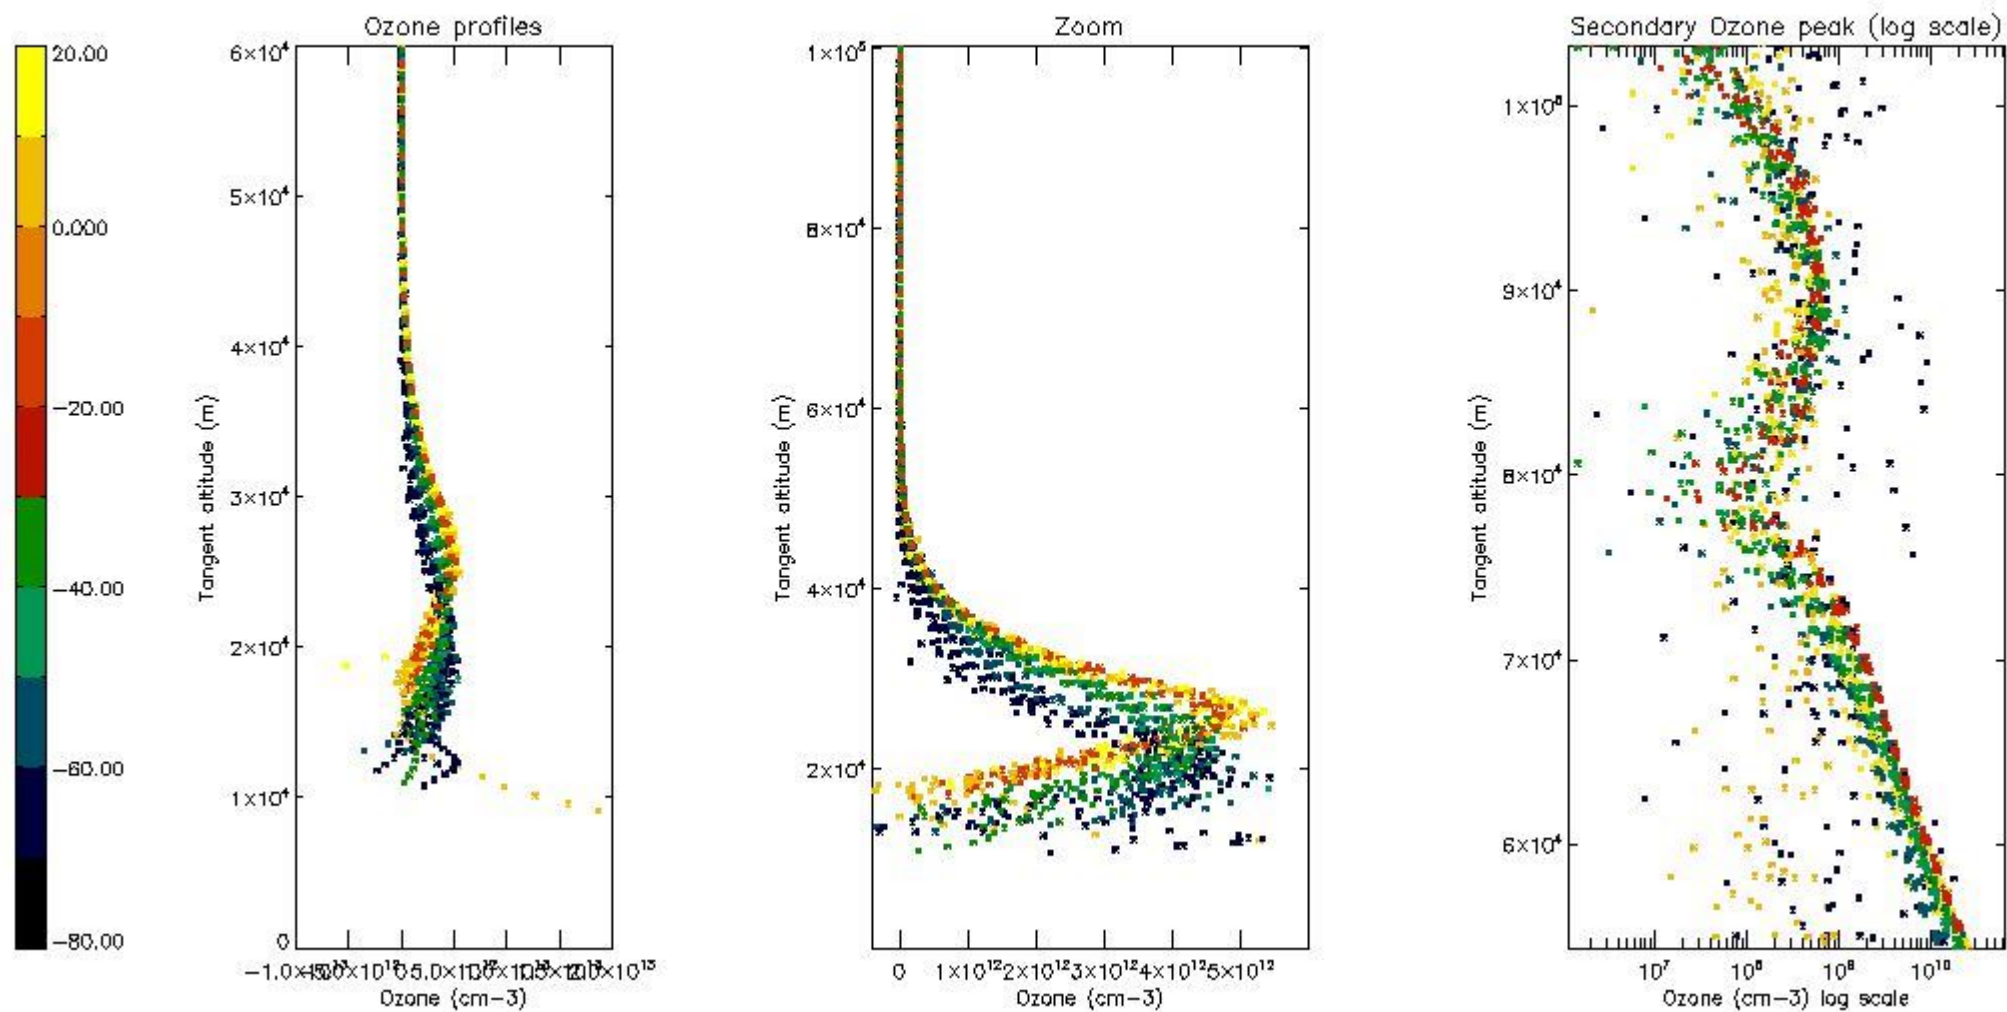 Ozone profiles
Zoom
Secondary Ozone peak (log scale)
20.00
0.000
−20.00
−40.00
−60.00
−80.00
6×10⁴
5×10⁴
4×10⁴
3×10⁴
2×10⁴
1×10⁴
0
Tangent altitude (m)
Ozone (cm−3)
1×10⁵
8×10⁴
6×10⁴
4×10⁴
2×10⁴
Tangent altitude (m)
0 1×10¹² 2×10¹² 3×10¹² 4×10¹² 5×10¹²
Ozone (cm−3)
1×10⁵
9×10⁴
8×10⁴
7×10⁴
6×10⁴
Tangent altitude (m)
10⁷ 10⁸ 10⁹ 10¹⁰
Ozone (cm−3) log scale